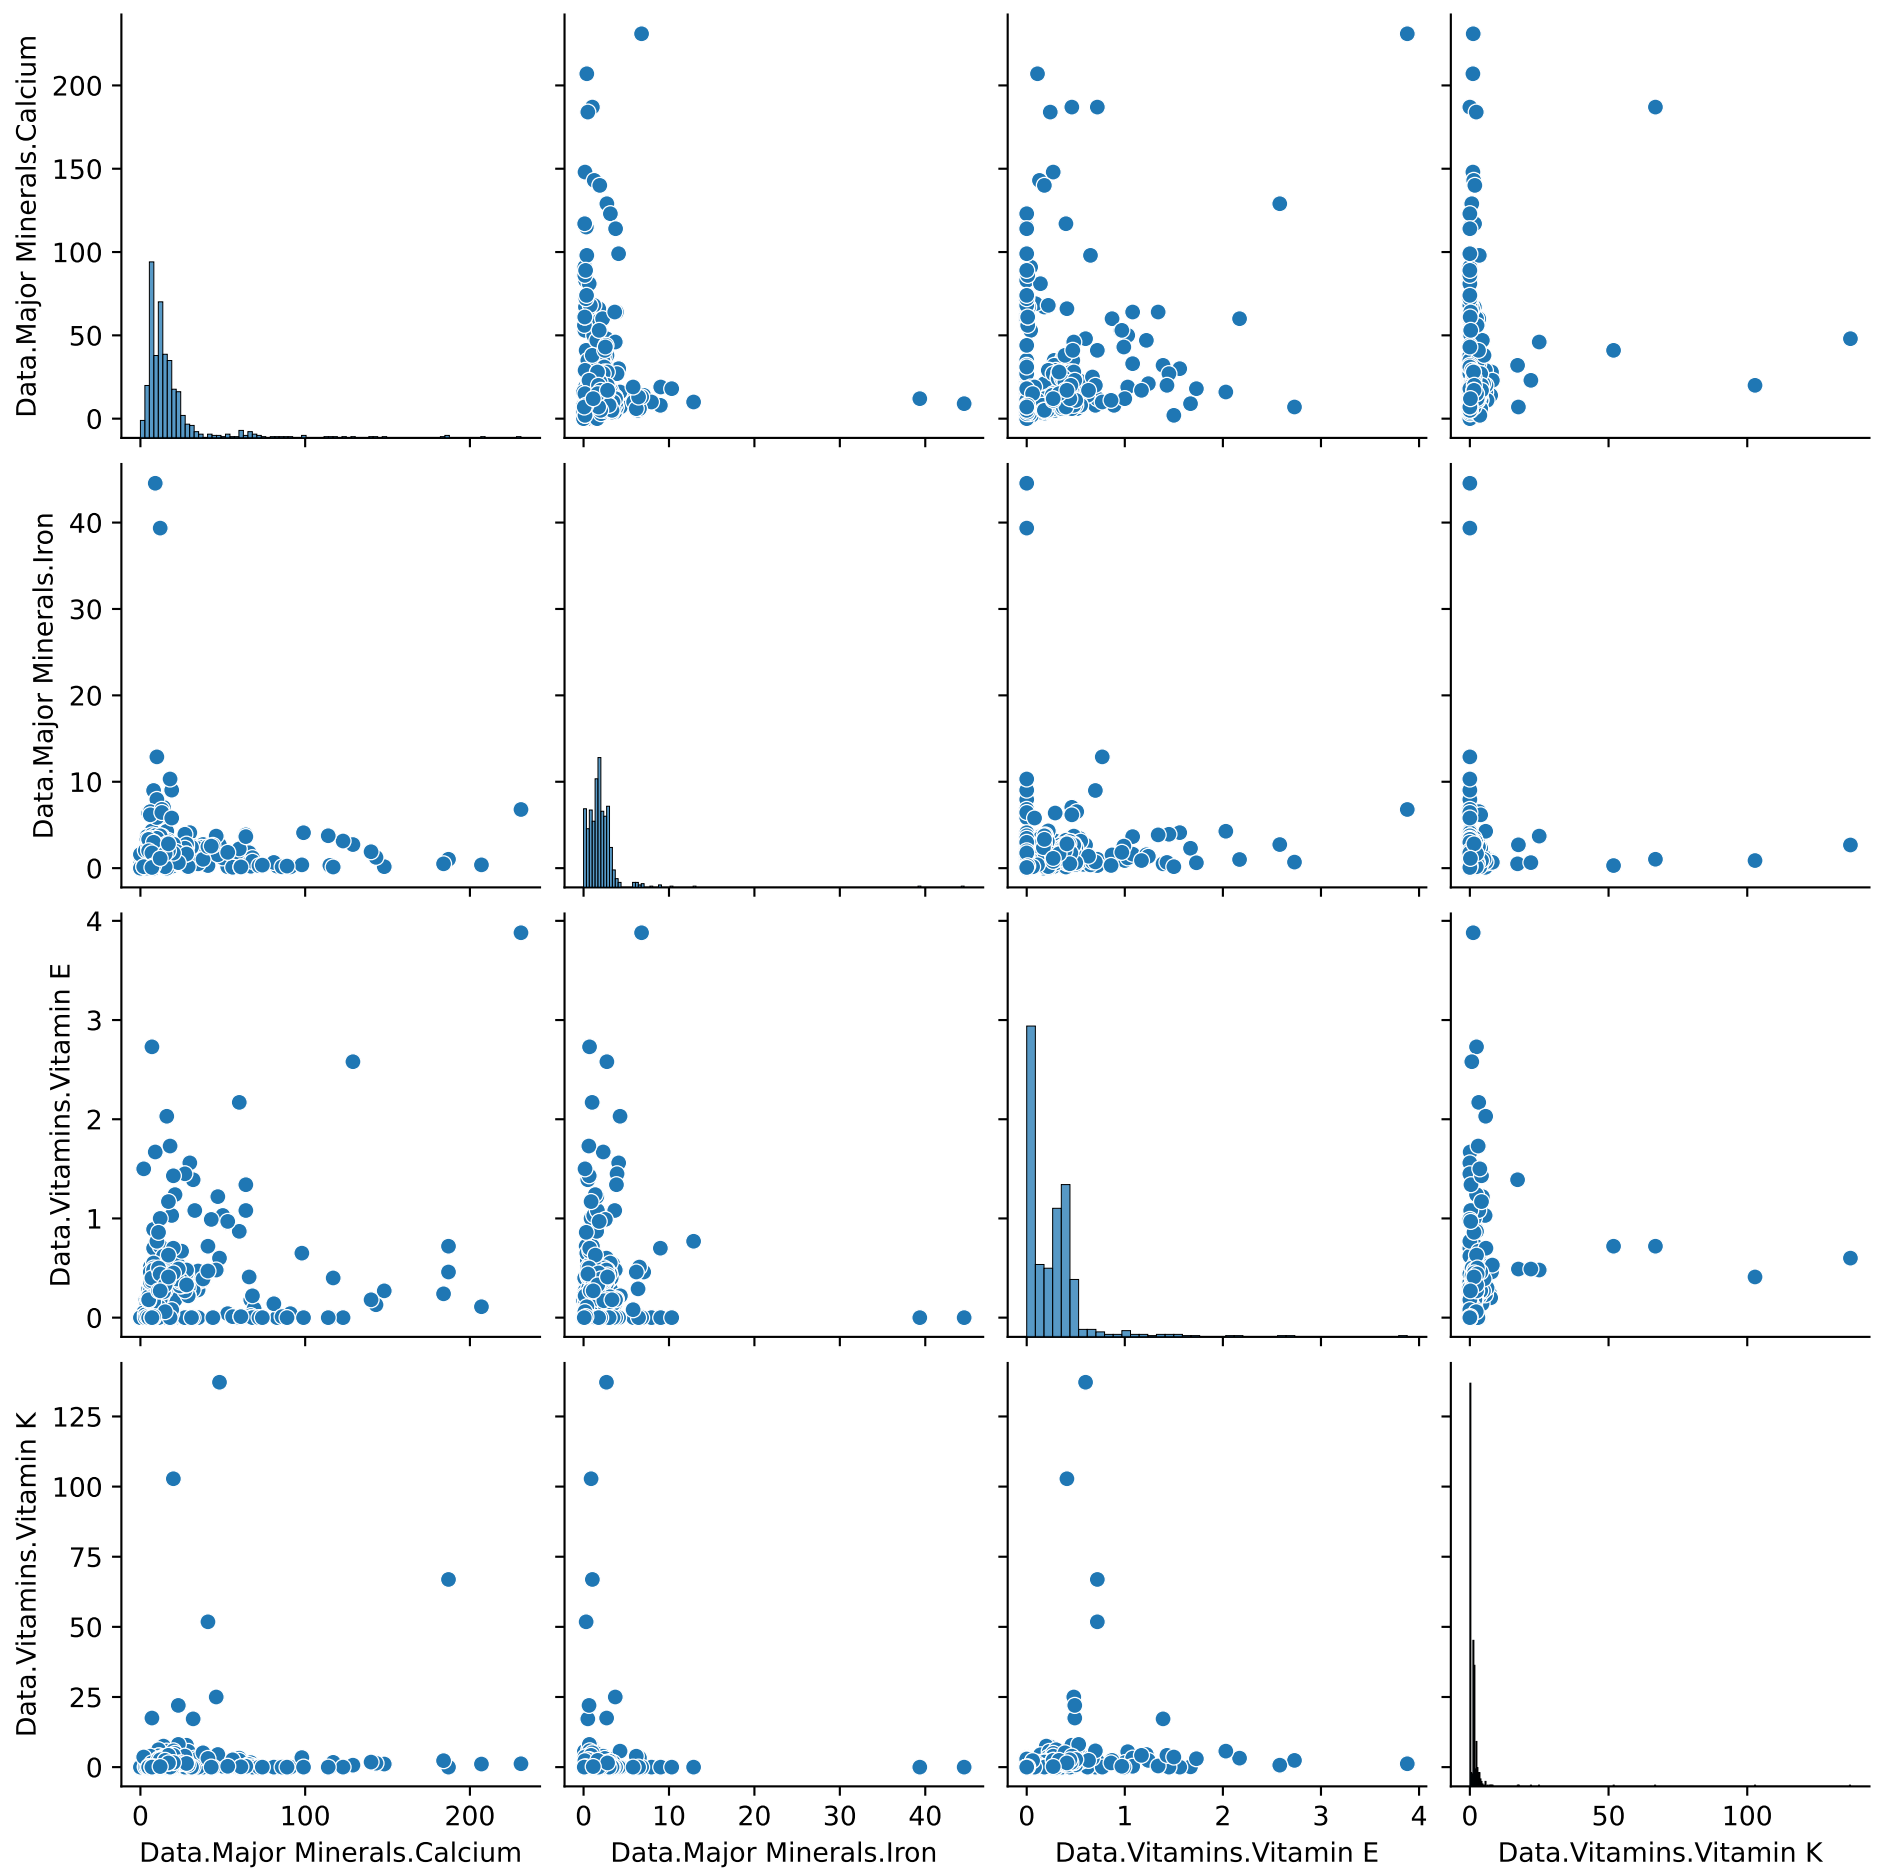 Data.Major Minerals.Calcium
200
150
100
50
0
Data.Major Minerals.Iron
40
30
20
10
0
Data.Vitamins.Vitamin E
4
3
2
1
0
Data.Vitamins.Vitamin K
125
100
75
50
25
0
0 100 200
0 10 20 30 40
0 1 2 3 4
0 50 100
Data.Major Minerals.Calcium
Data.Major Minerals.Iron
Data.Vitamins.Vitamin E
Data.Vitamins.Vitamin K